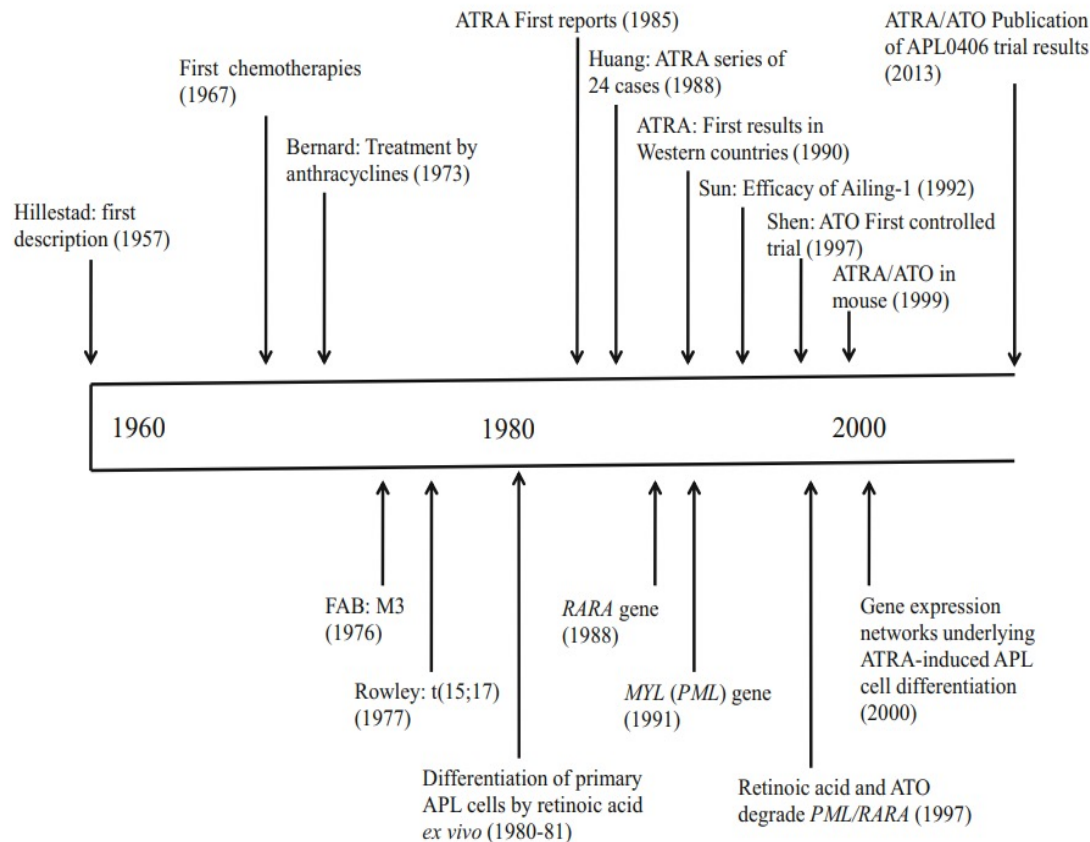 ATRA First reports (1985)
ATRA/ATO Publication
of APL0406 trial results
(2013)
First chemotherapies
(1967)
Huang: ATRA series of
24 cases (1988)
Bernard: Treatment by
anthracyclines (1973)
ATRA: First results in
Western countries (1990)
Sun: Efficacy of Ailing-1 (1992)
Hillestad: first
description (1957)
Shen: ATO First controlled
trial (1997)
ATRA/ATO in
mouse (1999)
1960
1980
2000
FAB: M3
(1976)
RARA gene
(1988)
Gene expression
networks underlying
ATRA-induced APL
cell differentiation
(2000)
Rowley: t(15;17)
(1977)
MYL (PML) gene
(1991)
Differentiation of primary
APL cells by retinoic acid
ex vivo (1980-81)
Retinoic acid and ATO
degrade PML/RARA (1997)